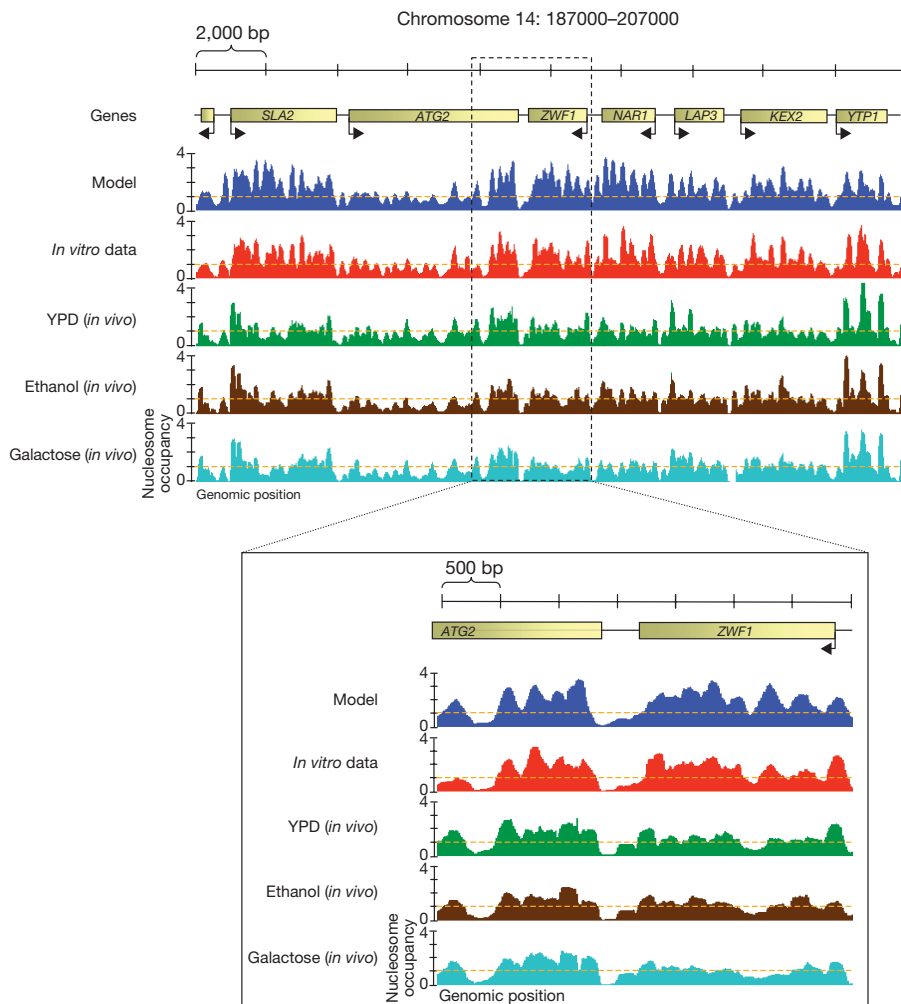 Chromosome 14: 187000–207000
2,000 bp
Genes
SLA2
ATG2
ZWF1
NAR1
LAP3
KEX2
YTP1
Model
4
0
In vitro data
4
0
YPD (in vivo)
4
0
Ethanol (in vivo)
4
0
Galactose (in vivo)
4
0
Nucleosome occupancy
Genomic position
500 bp
ATG2
ZWF1
Model
4
0
In vitro data
4
0
YPD (in vivo)
4
0
Ethanol (in vivo)
4
0
Galactose (in vivo)
4
0
Nucleosome occupancy
Genomic position